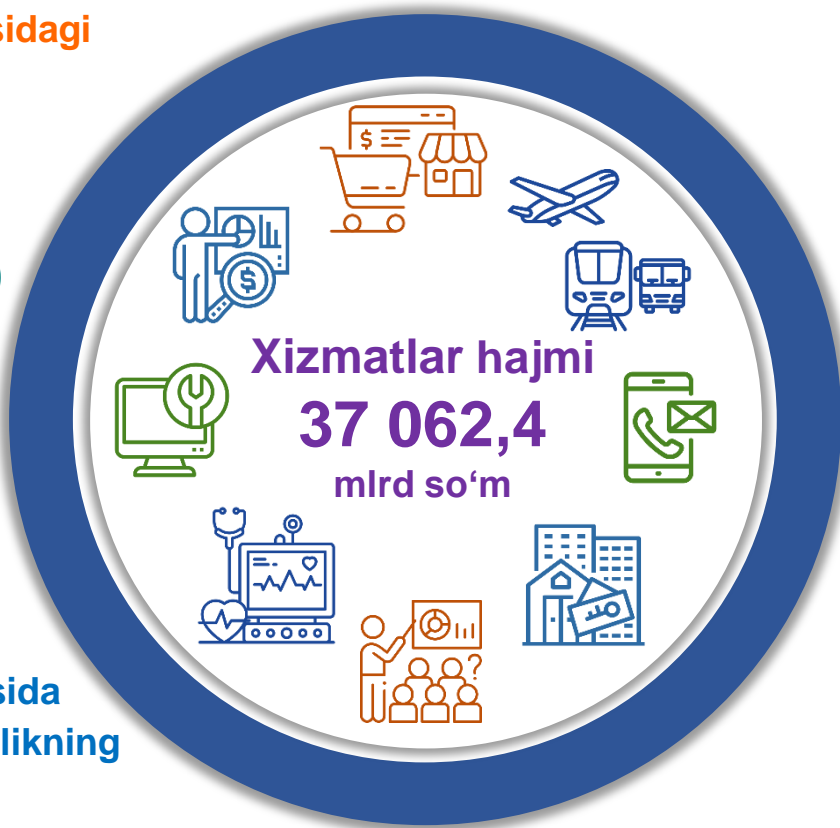 sidagi
Xizmatlar hajmi
37 062,4
mlrd so‘m
sida
likning